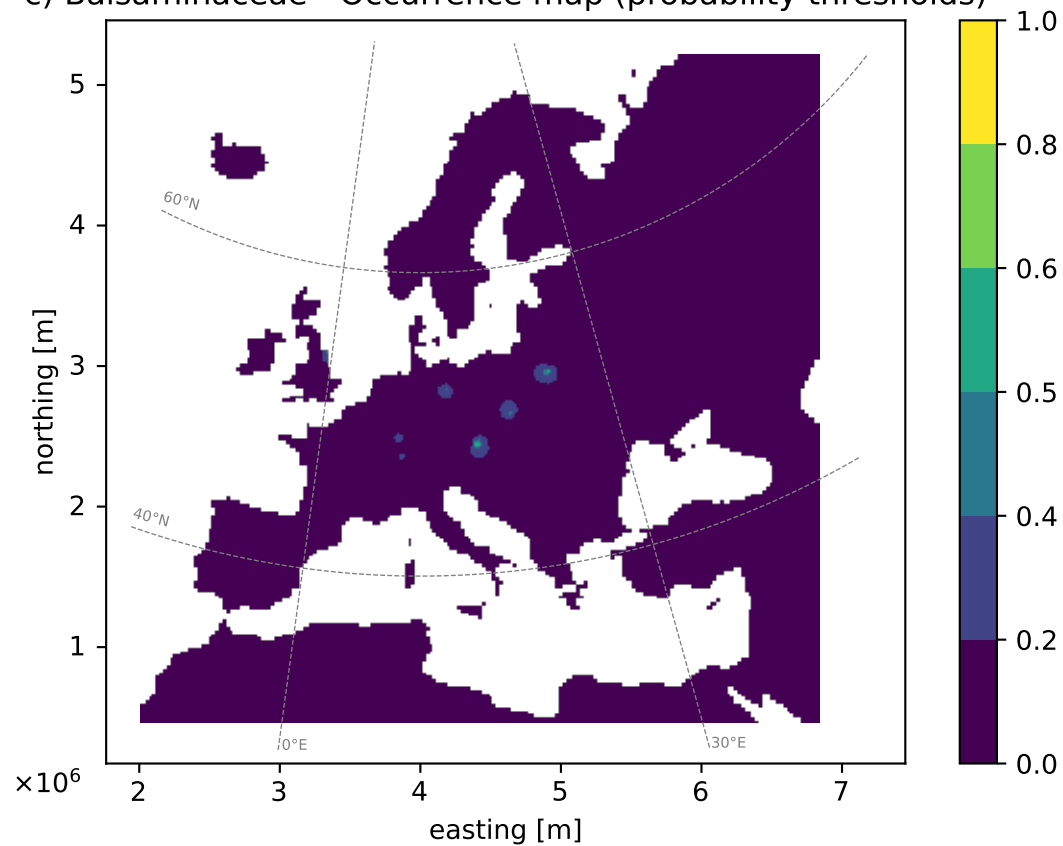 c) Balsaminaceae - Occurrence map (probability thresholds)
60°N
40°N
0°E
30°E
5
4
3
2
1
northing [m]
×10⁶
2 3 4 5 6 7
easting [m]
1.0
0.8
0.6
0.5
0.4
0.2
0.0